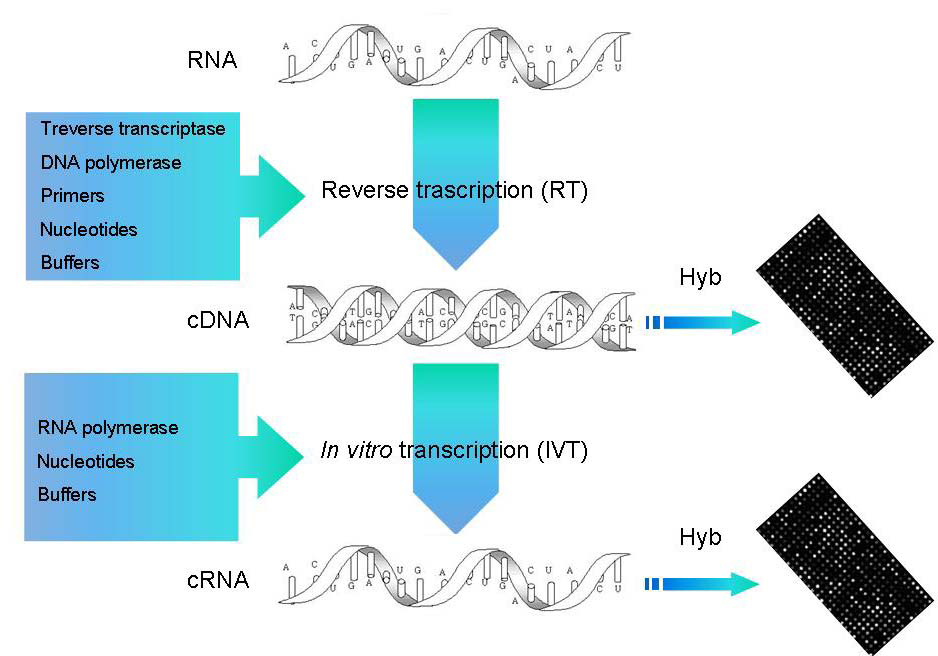 RNA
A C U G A U G A C U G A C U A G C U
Treverse transcriptase
DNA polymerase
Primers
Nucleotides
Buffers
Reverse trascription (RT)
cDNA
Hyb
RNA polymerase
Nucleotides
Buffers
In vitro transcription (IVT)
cRNA
Hyb